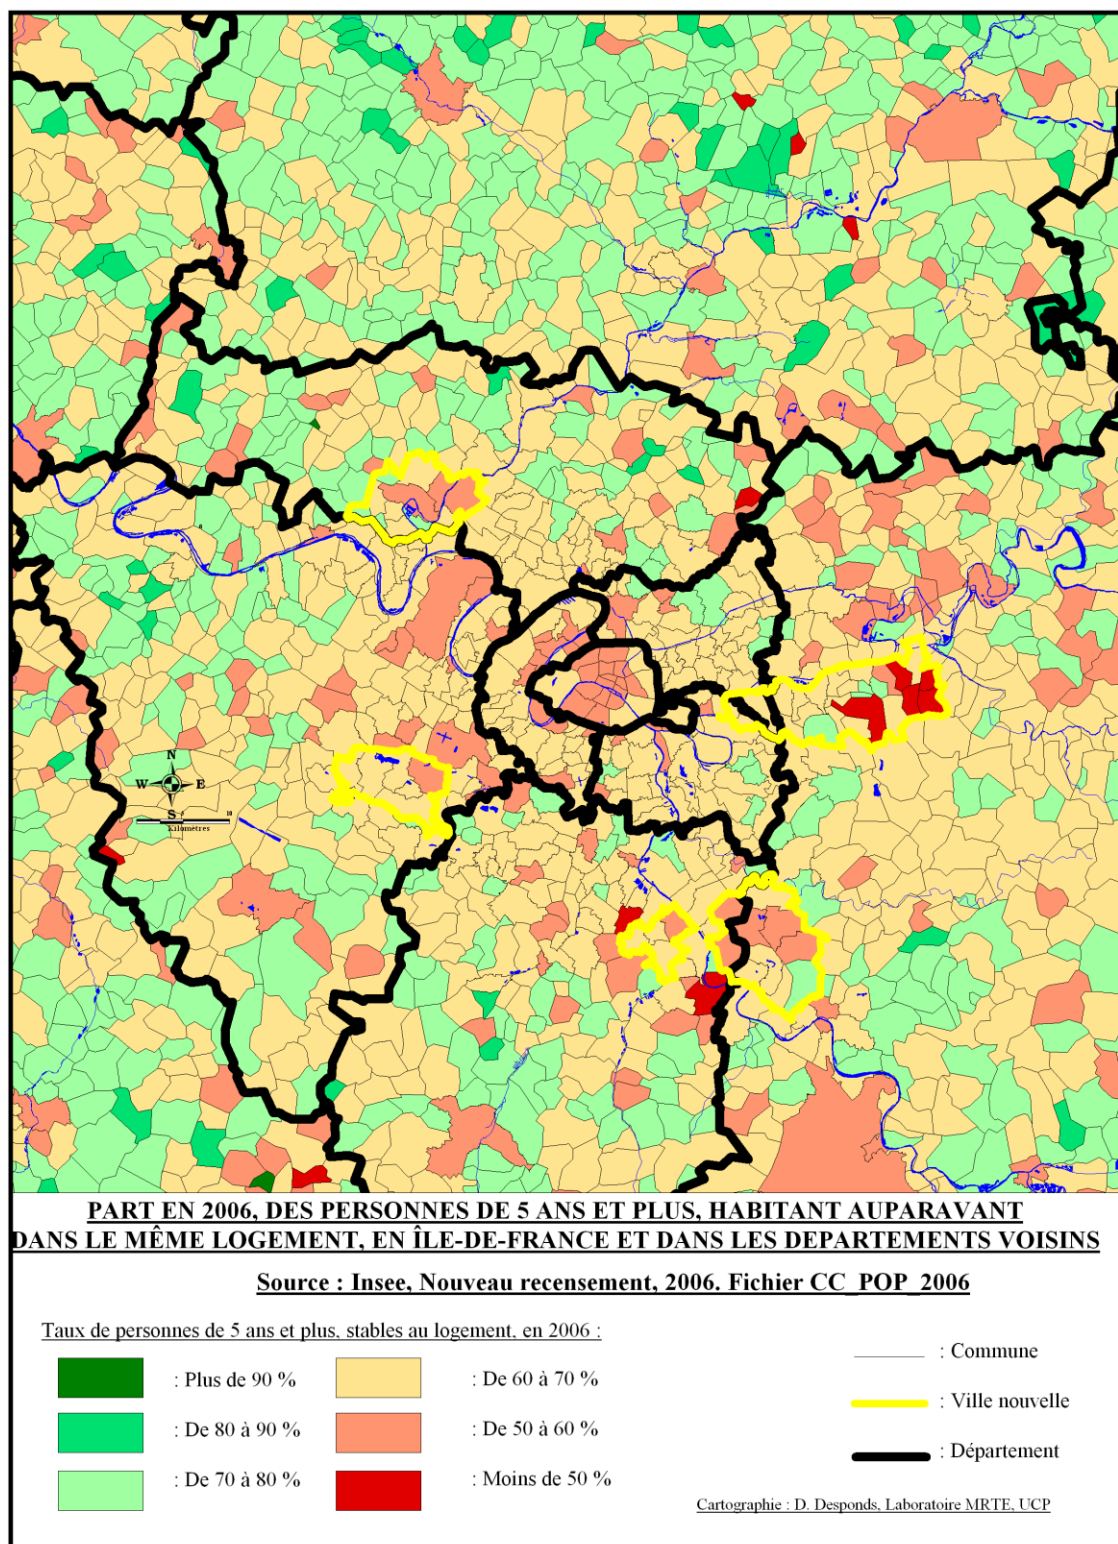 N
W E
S
5 10
Kilomètres
PART EN 2006, DES PERSONNES DE 5 ANS ET PLUS, HABITANT AUPARAVANT
DANS LE MÊME LOGEMENT, EN ÎLE-DE-FRANCE ET DANS LES DEPARTEMENTS VOISINS
Source : Insee, Nouveau recensement, 2006. Fichier CC_POP_2006
Taux de personnes de 5 ans et plus, stables au logement, en 2006 :
: Plus de 90 %
: De 80 à 90 %
: De 70 à 80 %
: De 60 à 70 %
: De 50 à 60 %
: Moins de 50 %
: Commune
: Ville nouvelle
: Département
Cartographie : D. Desponds, Laboratoire MRTE, UCP